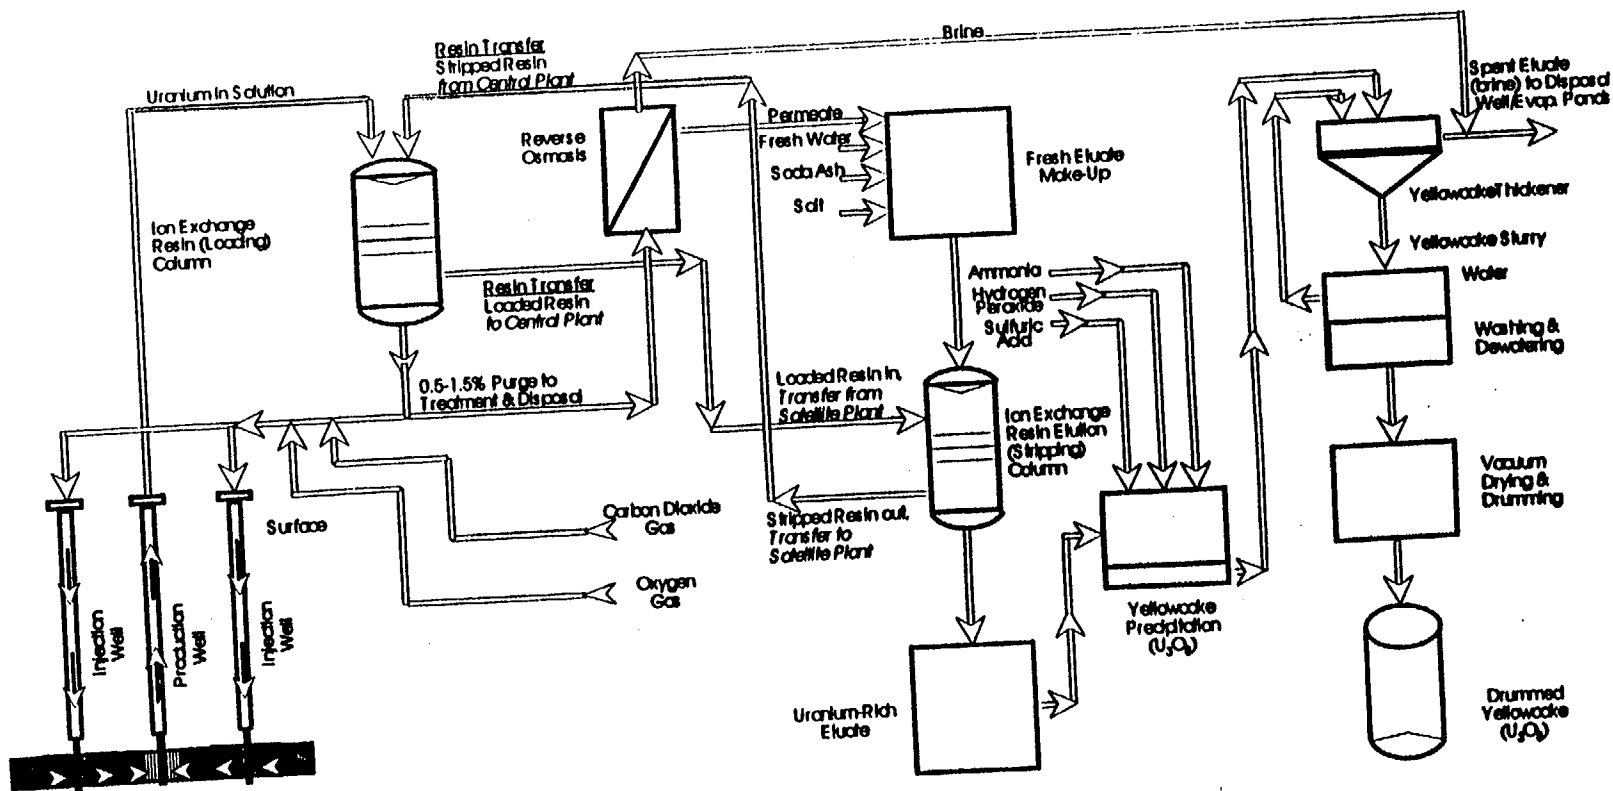 Brine
Resin Transfer
Stripped Resin
from Central Plant
Uranium In Solution
Spent Eluate
(brine) to Disposal
Well/Evap. Ponds
Permeate
Fresh Water
Soda Ash
Salt
Reverse
Osmosis
Fresh Eluate
Make-Up
Yellowcake Thickener
Ion Exchange
Resin (Loading)
Column
Yellowcake Slurry
Water
Resin Transfer
Loaded Resin
to Central Plant
Ammonia
Hydrogen
Peroxide
Sulfuric
Acid
Washing &
Dewatering
0.5-1.5% Purge to
Treatment & Disposal
Loaded Resin in,
Transfer from
Satellite Plant
Ion Exchange
Resin Elution
(Stripping)
Column
Vacuum
Drying &
Drumming
Surface
Carbon Dioxide
Gas
Stripped Resin out,
Transfer to
Satellite Plant
Oxygen
Gas
Injection
Well
Production
Well
Injection
Well
Yellowcake
Precipitation
(U3O8)
Uranium-Rich
Eluate
Drummed
Yellowcake
(U3O8)